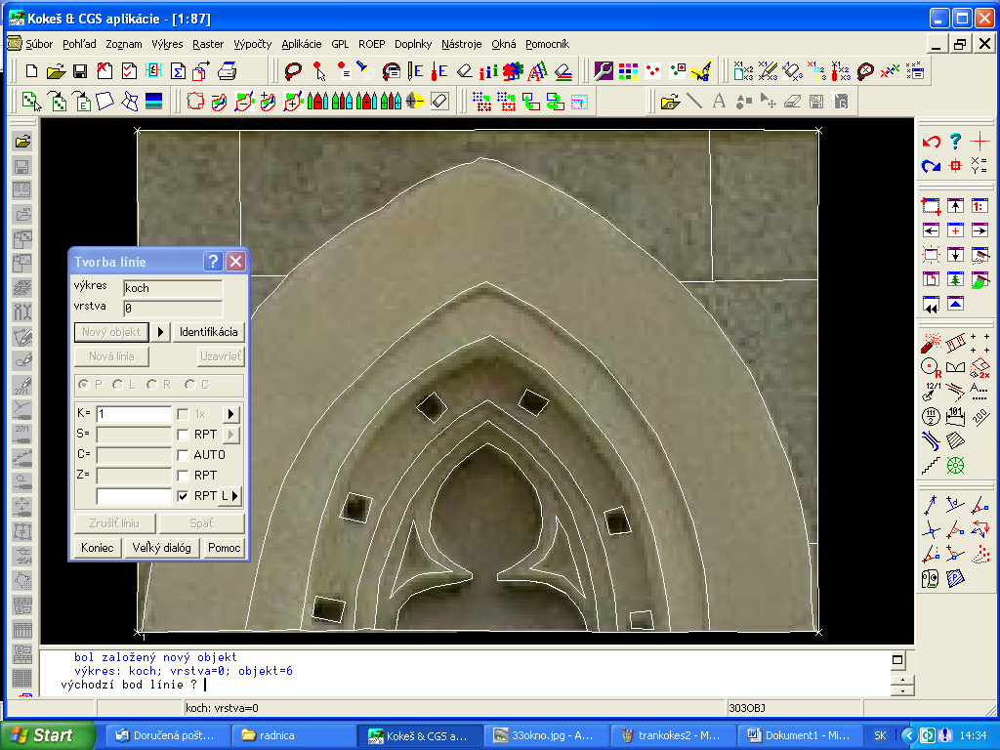 Kokeš & CGS aplikácie - [1:87]
Súbor Pohľad Zoznam Výkres Raster Výpočty Aplikácie GPL ROEP Doplnky Nástroje Okná Pomocník
Tvorba línie
výkres koch
vrstva 0
Nový objekt Identifikácia
Nová línia Uzavrieť
P L R C
K= 1 1x
S= RPT
C= AUTO
Z= RPT
RPT L
Zrušiť líniu Späť
Koniec Veľký dialóg Pomoc
1
bol založený nový objekt
výkres: koch; vrstva=0; objekt=6
východzí bod línie ?
koch: vrstva=0 303OBJ
Start Doručená pošt... radnica Kokeš & CGS a... 33okno.jpg - A... trankokes2 - M... Dokument1 - Mi... SK 14:34